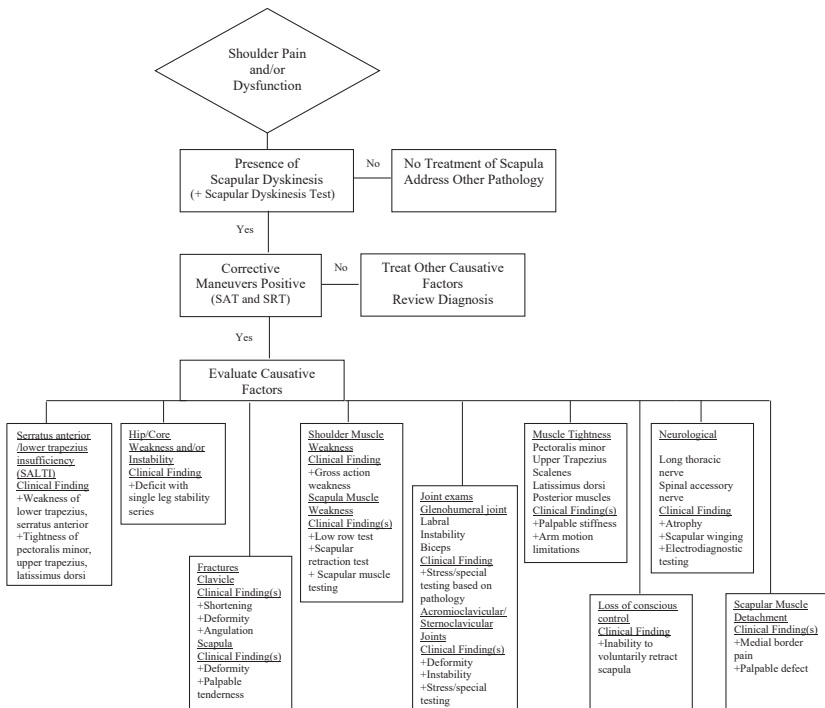 Shoulder Pain
and/or
Dysfunction
Presence of
Scapular Dyskinesis
(+ Scapular Dyskinesis Test)
No
No Treatment of Scapula
Address Other Pathology
Yes
Corrective
Maneuvers Positive
(SAT and SRT)
No
Treat Other Causative
Factors
Review Diagnosis
Yes
Evaluate Causative
Factors
Serratus anterior
/lower trapezius
insufficiency
(SALTI)
Clinical Finding
+Weakness of
lower trapezius,
serratus anterior
+Tightness of
pectoralis minor,
upper trapezius,
latissimus dorsi
Hip/Core
Weakness and/or
Instability
Clinical Finding
+Deficit with
single leg stability
series
Fractures
Clavicle
Clinical Finding(s)
+Shortening
+Deformity
+Angulation
Scapula
Clinical Finding(s)
+Deformity
+Palpable
tenderness
Shoulder Muscle
Weakness
Clinical Finding
+Gross action
weakness
Scapula Muscle
Weakness
Clinical Finding(s)
+Low row test
+Scapular
retraction test
+ Scapular muscle
testing
Joint exams
Glenohumeral joint
Labral
Instability
Biceps
Clinical Finding
+Stress/special
testing based on
pathology
Acromioclavicular/
Sternoclavicular
Joints
Clinical Finding(s)
+Deformity
+Instability
+Stress/special
testing
Muscle Tightness
Pectoralis minor
Upper Trapezius
Scalenes
Latissimus dorsi
Posterior muscles
Clinical Finding(s)
+Palpable stiffness
+Arm motion
limitations
Loss of conscious
control
Clinical Finding
+Inability to
voluntarily retract
scapula
Neurological
Long thoracic
nerve
Spinal accessory
nerve
Clinical Finding
+Atrophy
+Scapular winging
+Electrodiagnostic
testing
Scapular Muscle
Detachment
Clinical Finding(s)
+Medial border
pain
+Palpable defect